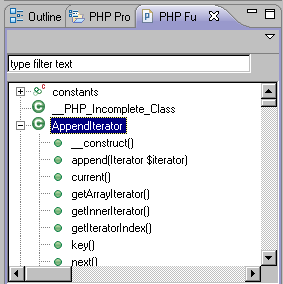 Outline PHP Pro PHP Fu
type filter text
constants
__PHP_Incomplete_Class
AppendIterator
__construct()
append(Iterator $iterator)
current()
getArrayIterator()
getInnerIterator()
getIteratorIndex()
key()
next()